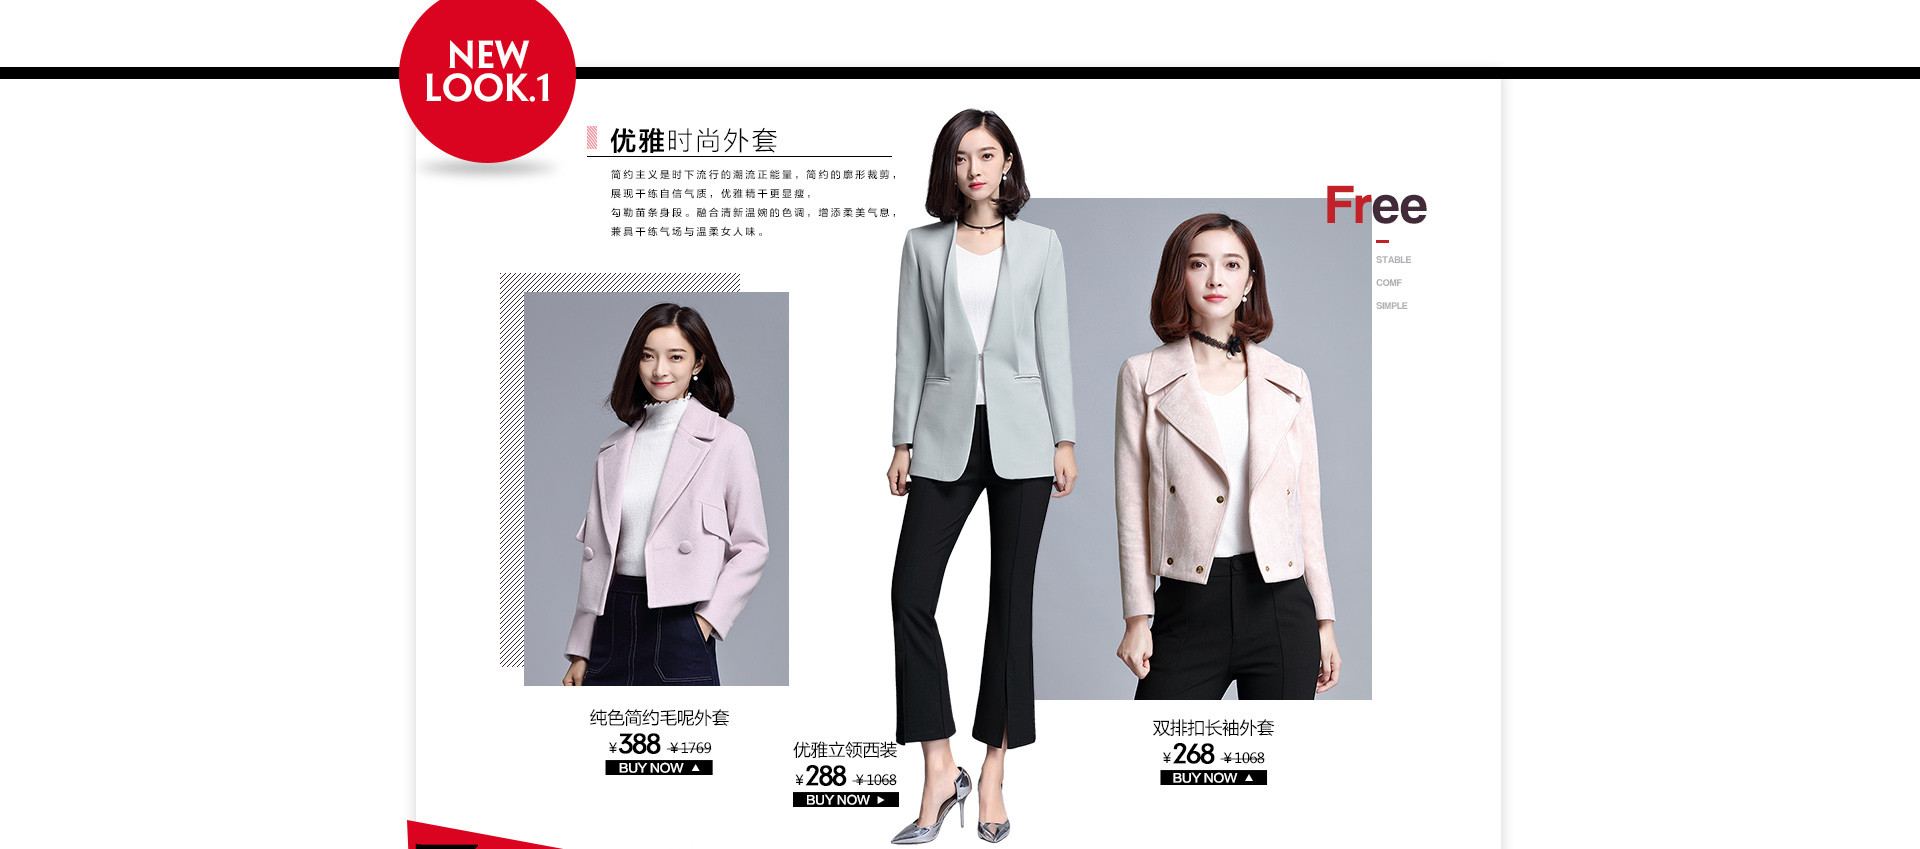 NEW
LOOK.1
优雅时尚外套
简约主义是时下流行的潮流正能量，简约的廓形裁剪，
展现干练自信气质，优雅精干更显瘦，
勾勒苗条身段。融合清新温婉的色调，增添柔美气息，
兼具干练气场与温柔女人味。
Free
STABLE
COMF
SIMPLE
纯色简约毛呢外套
¥388 ¥1769
BUY NOW ▲
优雅立领西装
¥288 ¥1068
BUY NOW ▶
双排扣长袖外套
¥268 ¥1068
BUY NOW ▲